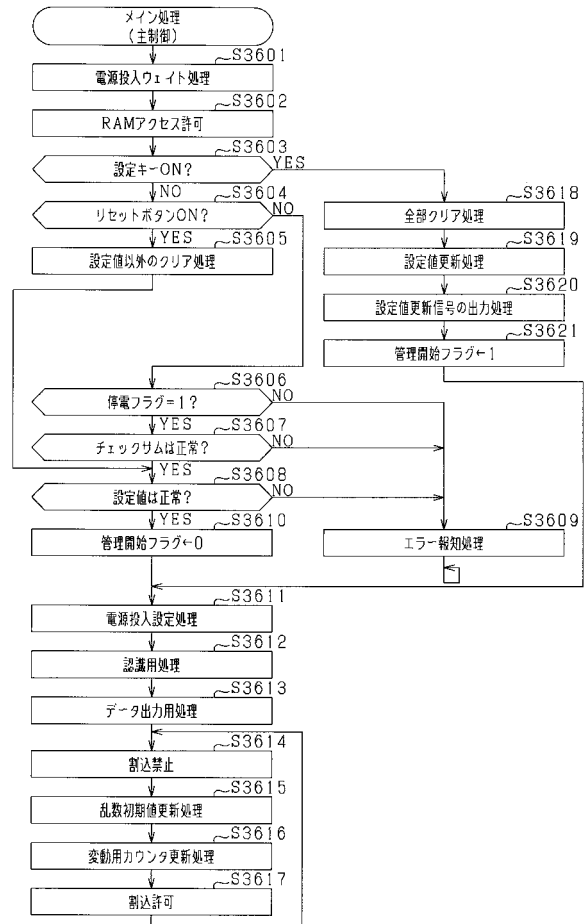 メイン処理
(主制御)
S3601
電源投入ウェイト処理
S3602
RAMアクセス許可
S3603
設定キーON?
YES
NO
S3604
リセットボタンON?
NO
YES
S3605
設定値以外のクリア処理
S3618
全部クリア処理
S3619
設定値更新処理
S3620
設定値更新信号の出力処理
S3621
管理開始フラグ←1
S3606
停電フラグ=1?
NO
YES
S3607
チェックサムは正常?
NO
YES
S3608
設定値は正常?
NO
YES
S3610
管理開始フラグ←0
S3609
エラー報知処理
S3611
電源投入設定処理
S3612
認識用処理
S3613
データ出力用処理
S3614
割込禁止
S3615
乱数初期値更新処理
S3616
変動用カウンタ更新処理
S3617
割込許可